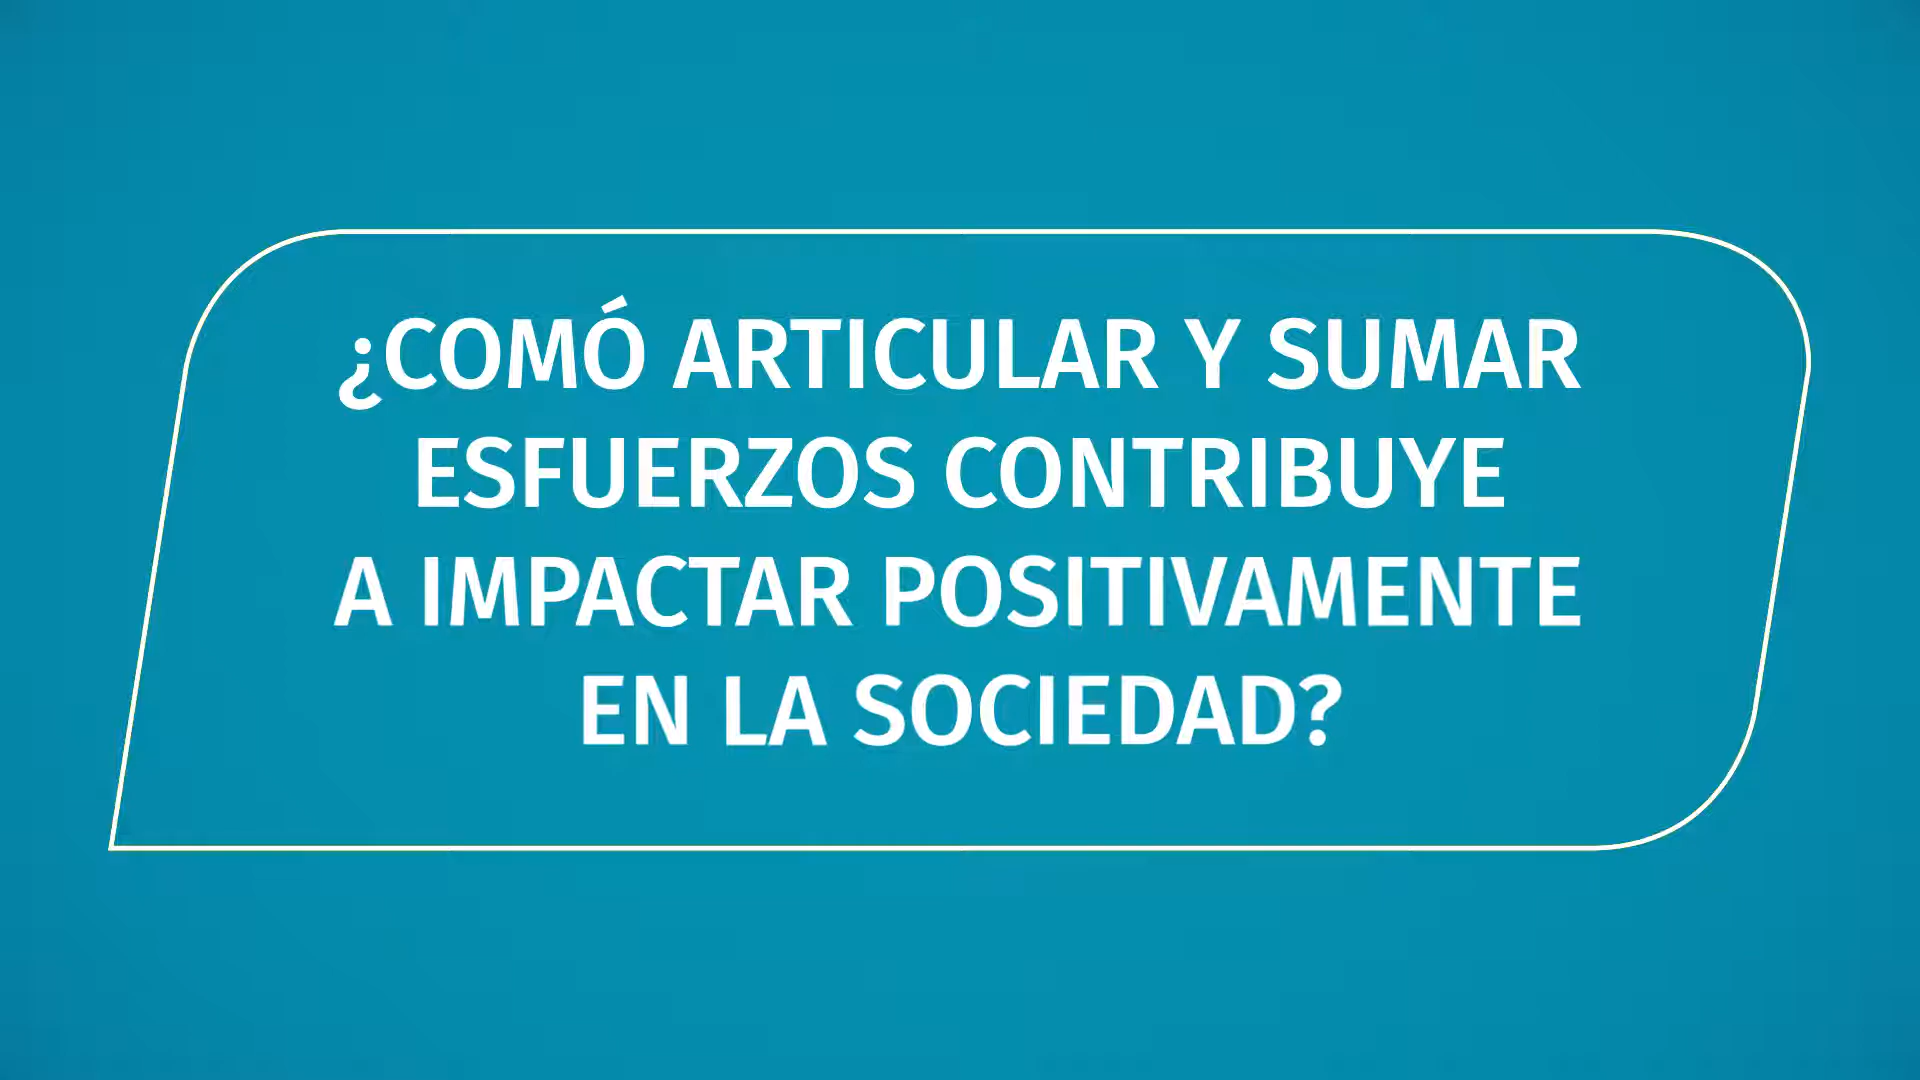 ¿COMÓ ARTICULAR Y SUMAR
ESFUERZOS CONTRIBUYE
A IMPACTAR POSITIVAMENTE
EN LA SOCIEDAD?